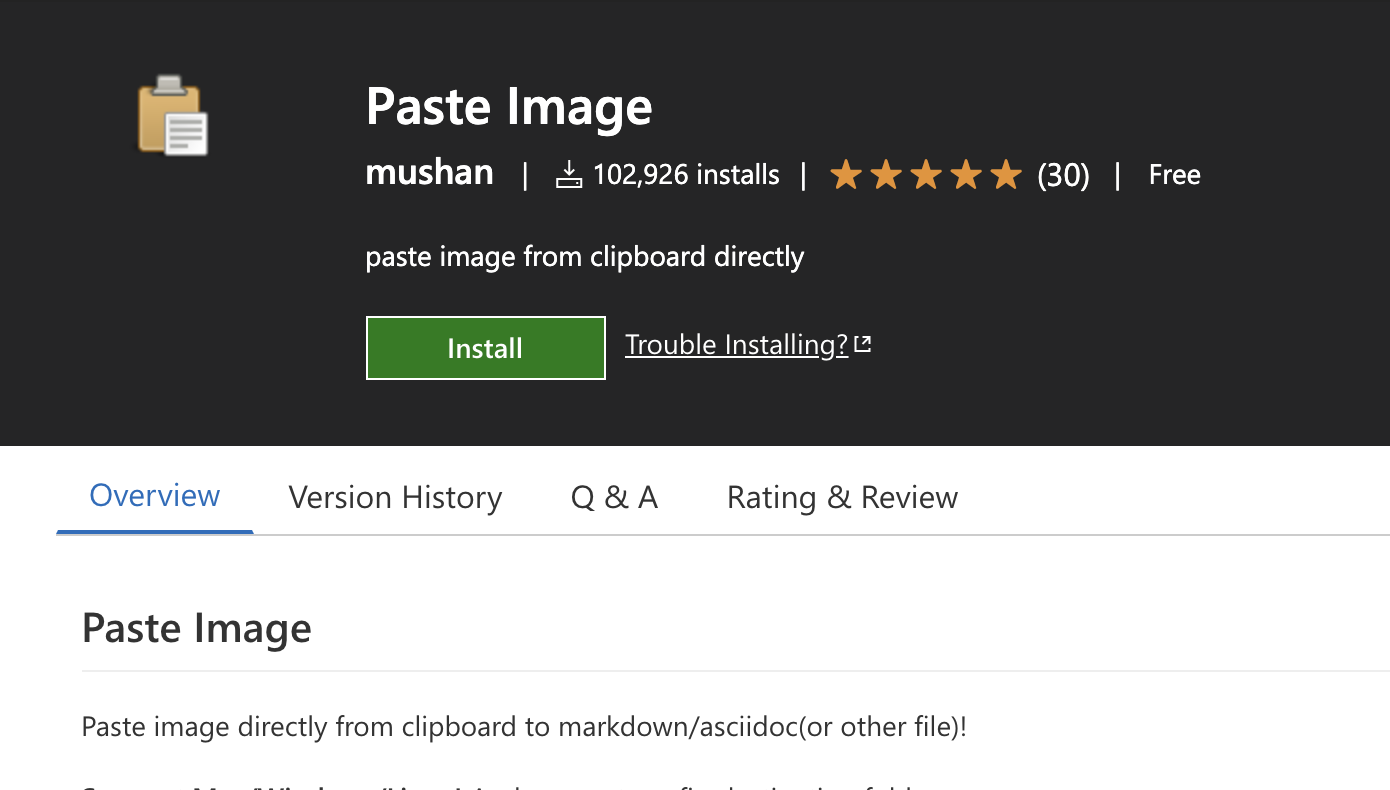 Paste Image
mushan | 102,926 installs | (30) | Free
paste image from clipboard directly
Install Trouble Installing?
Overview Version History Q & A Rating & Review
Paste Image
Paste image directly from clipboard to markdown/asciidoc(or other file)!